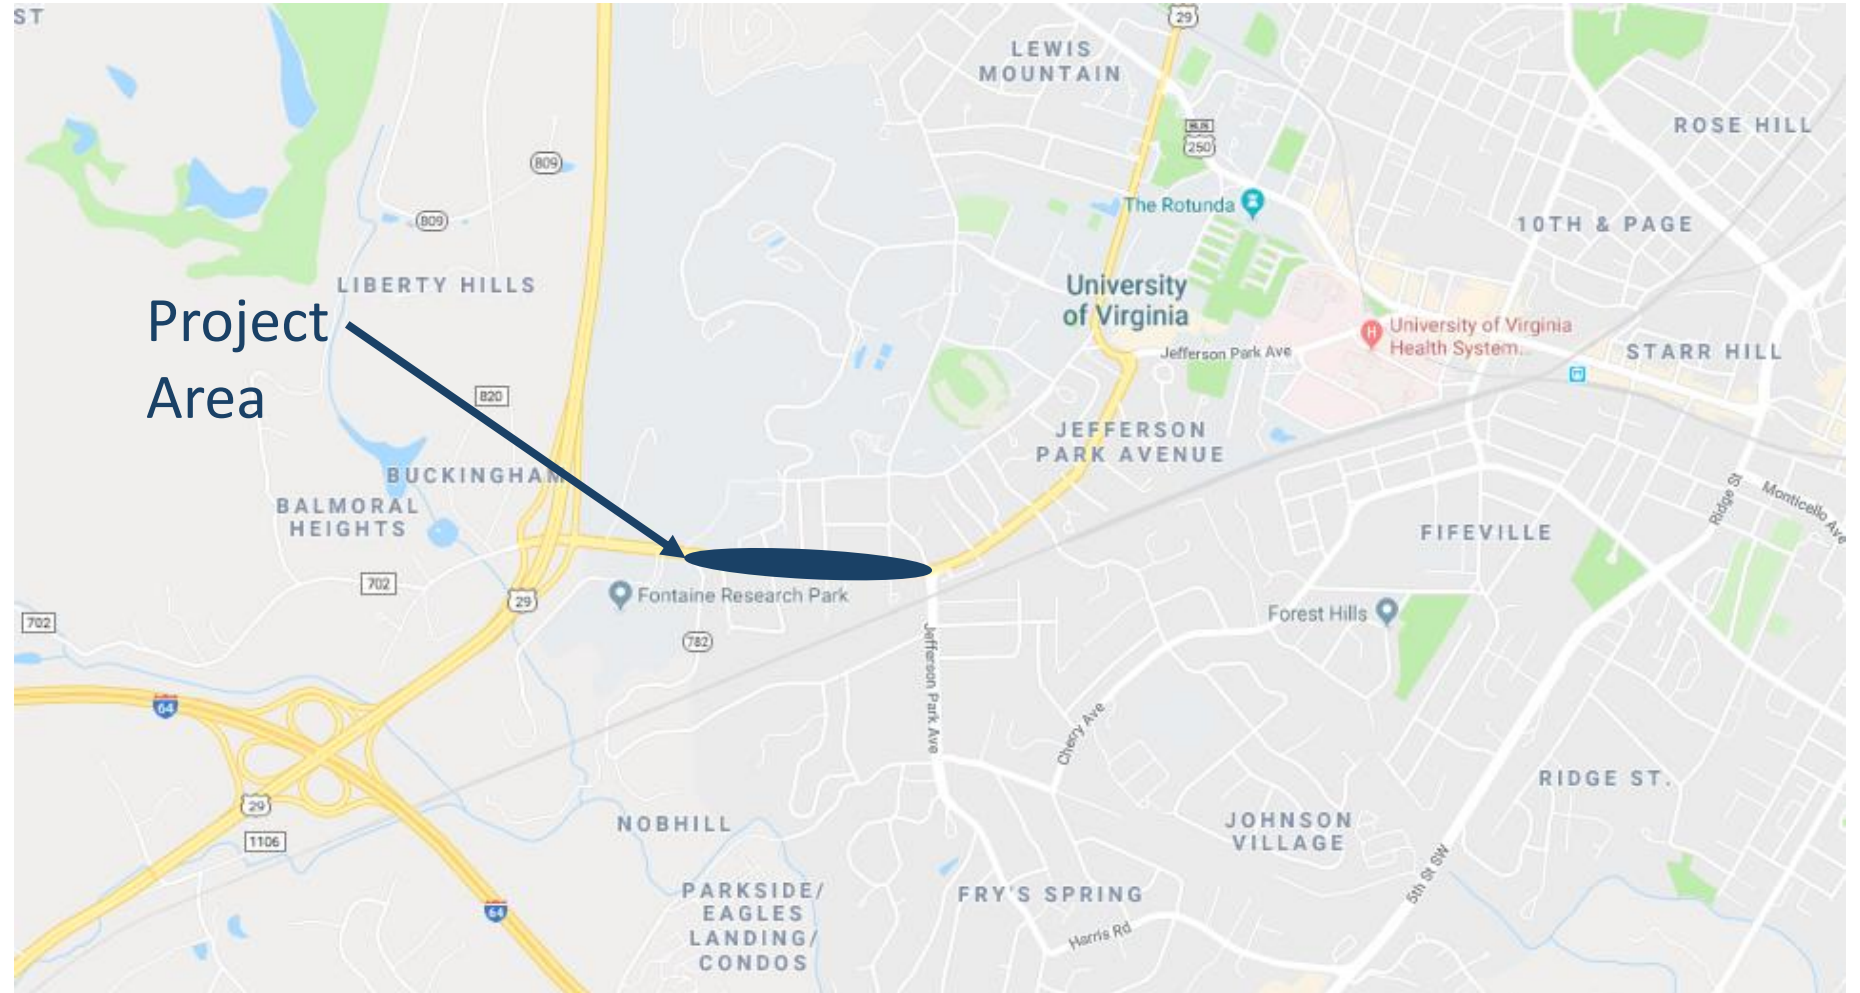 ST
29
LEWIS
MOUNTAIN
BUS
250
ROSE HILL
809
The Rotunda
809
10TH & PAGE
LIBERTY HILLS
University
of Virginia
Project
Area
University of Virginia
Health System...
Jefferson Park Ave
STARR HILL
820
JEFFERSON
PARK AVENUE
BUCKINGHAM
BALMORAL
HEIGHTS
Ridge St
Monticello Ave
FIFEVILLE
702
29
Fontaine Research Park
Forest Hills
702
782
Jefferson Park Ave
64
Cherry Ave
RIDGE ST.
29
1106
NOBHILL
JOHNSON
VILLAGE
5th St SW
PARKSIDE/
EAGLES
LANDING/
CONDOS
FRY'S SPRING
64
Harris Rd